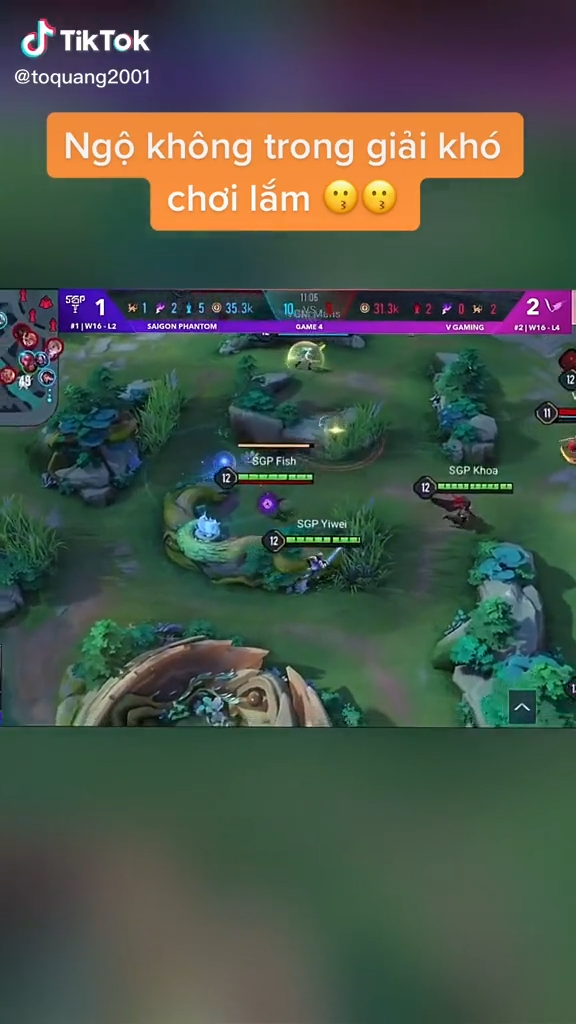 TikTok
@toquang2001
Ngộ không trong giải khó
chơi lắm 😗😗
SGP 1 1 2 5 35.3k 10 11:05 VS 31.3k 2 0 2 2
#1 | W16 - L2 SAIGON PHANTOM GAME 4 V GAMING #2 | W16 - L4
12
11
SGP Fish
12
SGP Khoa
12
SGP Yiwei
12